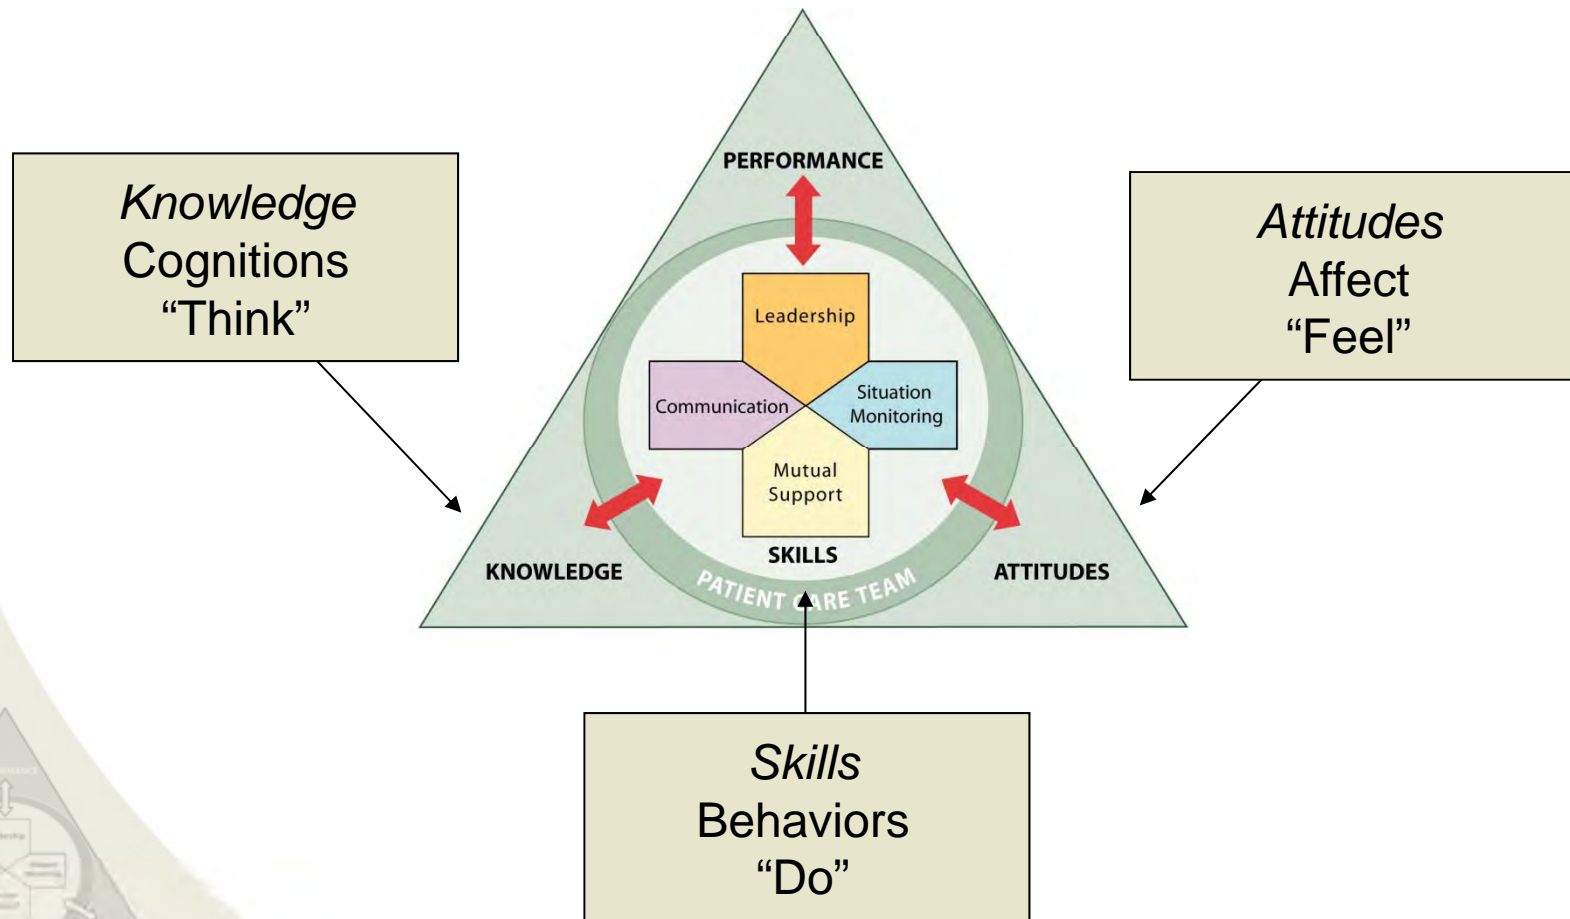 PERFORMANCE
Knowledge
Cognitions
“Think”
Attitudes
Affect
“Feel”
Leadership
Communication
Situation
Monitoring
Mutual
Support
SKILLS
KNOWLEDGE
ATTITUDES
PATIENT CARE TEAM
Skills
Behaviors
“Do”